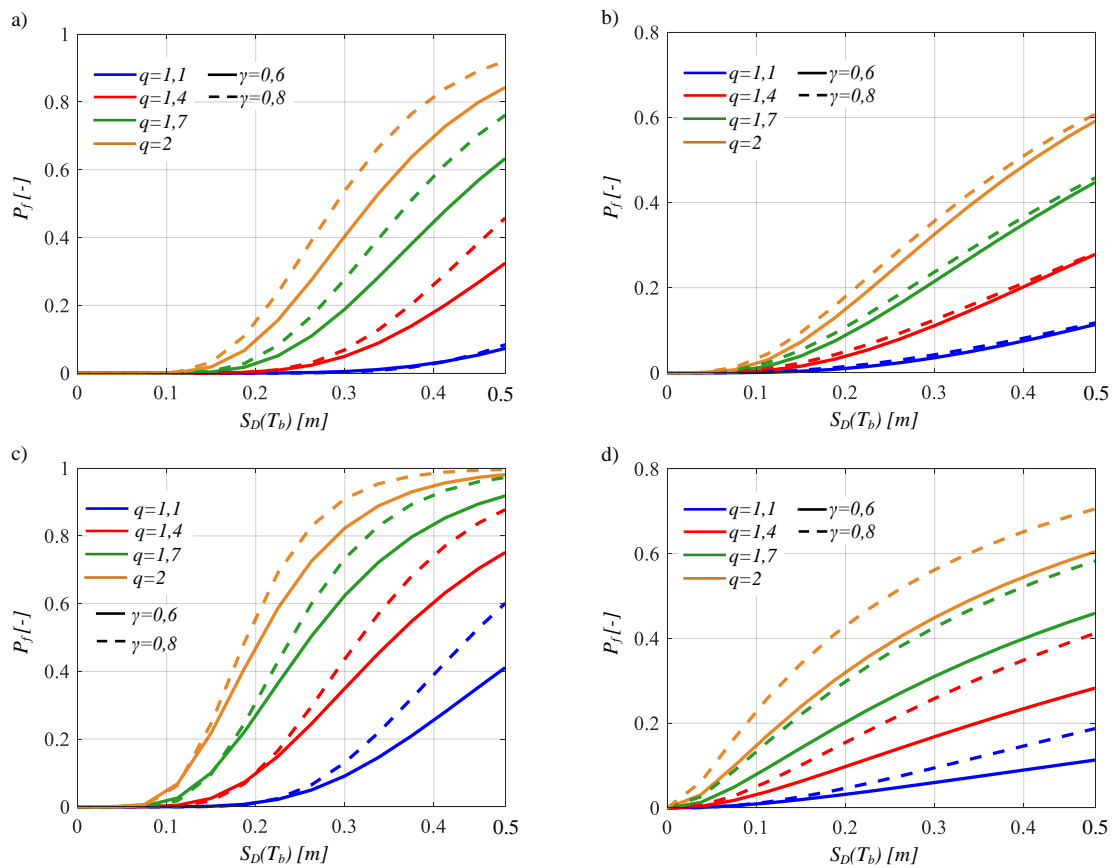 a)
1
0.8
0.6
0.4
0.2
0
q=1,1
q=1,4
q=1,7
q=2
γ=0,6
γ=0,8
P_f [-]
0 0.1 0.2 0.3 0.4 0.5
S_D(T_b) [m]
b)
0.8
0.6
0.4
0.2
0
q=1,1
q=1,4
q=1,7
q=2
γ=0,6
γ=0,8
P_f [-]
0 0.1 0.2 0.3 0.4 0.5
S_D(T_b) [m]
c)
1
0.8
0.6
0.4
0.2
0
q=1,1
q=1,4
q=1,7
q=2
γ=0,6
γ=0,8
P_f [-]
0 0.1 0.2 0.3 0.4 0.5
S_D(T_b) [m]
d)
0.8
0.6
0.4
0.2
0
q=1,1
q=1,4
q=1,7
q=2
γ=0,6
γ=0,8
P_f [-]
0 0.1 0.2 0.3 0.4 0.5
S_D(T_b) [m]